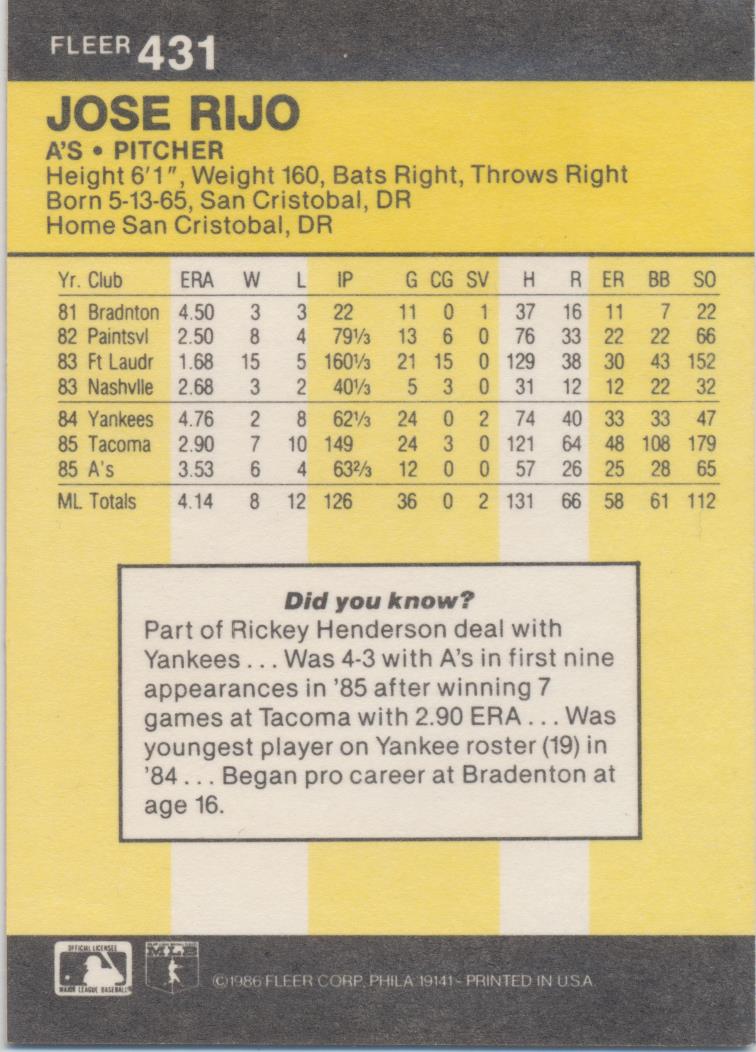 FLEER 431
JOSE RIJO
A'S • PITCHER
Height 6'1", Weight 160, Bats Right, Throws Right
Born 5-13-65, San Cristobal, DR
Home San Cristobal, DR
Yr. Club ERA W L IP G CG SV H R ER BB SO
81 Bradnton 4.50 3 3 22 11 0 1 37 16 11 7 22
82 Paintsvl 2.50 8 4 79⅓ 13 6 0 76 33 22 22 66
83 Ft Laudr 1.68 15 5 160⅓ 21 15 0 129 38 30 43 152
83 Nashvlle 2.68 3 2 40⅓ 5 3 0 31 12 12 22 32
84 Yankees 4.76 2 8 62⅓ 24 0 2 74 40 33 33 47
85 Tacoma 2.90 7 10 149 24 3 0 121 64 48 108 179
85 A's 3.53 6 4 63⅔ 12 0 0 57 26 25 28 65
ML Totals 4.14 8 12 126 36 0 2 131 66 58 61 112
Did you know?
Part of Rickey Henderson deal with
Yankees . . . Was 4-3 with A's in first nine
appearances in '85 after winning 7
games at Tacoma with 2.90 ERA . . . Was
youngest player on Yankee roster (19) in
'84 . . . Began pro career at Bradenton at
age 16.
OFFICIAL LICENSEE
MAJOR LEAGUE BASEBALL
©1986 FLEER CORP. PHILA 19141 - PRINTED IN U.S.A